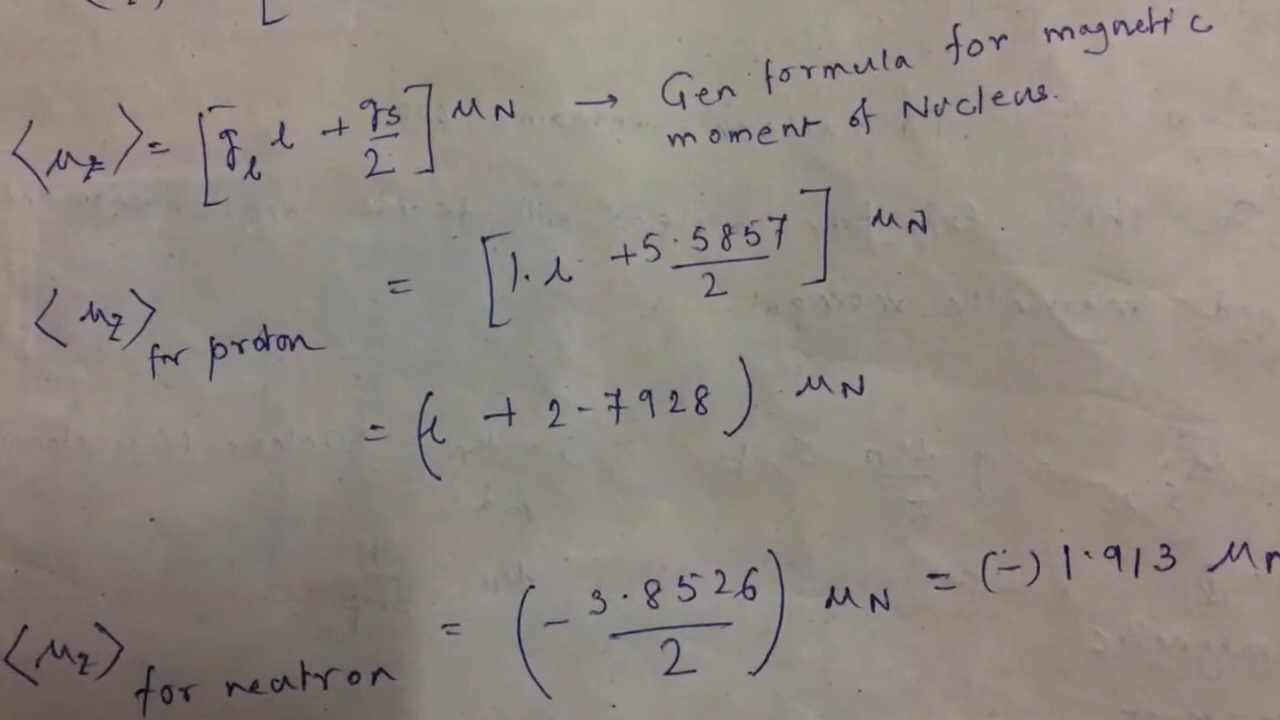 ⟨μz⟩ = [g_l l + gs/2] μN → Gen formula for magnetic
moment of Nucleus.
⟨μz⟩ for proton = [1.l + 5.5857/2] μN
= (l + 2-7928) μN
⟨μz⟩ for neutron = (- 3.8526/2) μN = (-) 1.913 μN